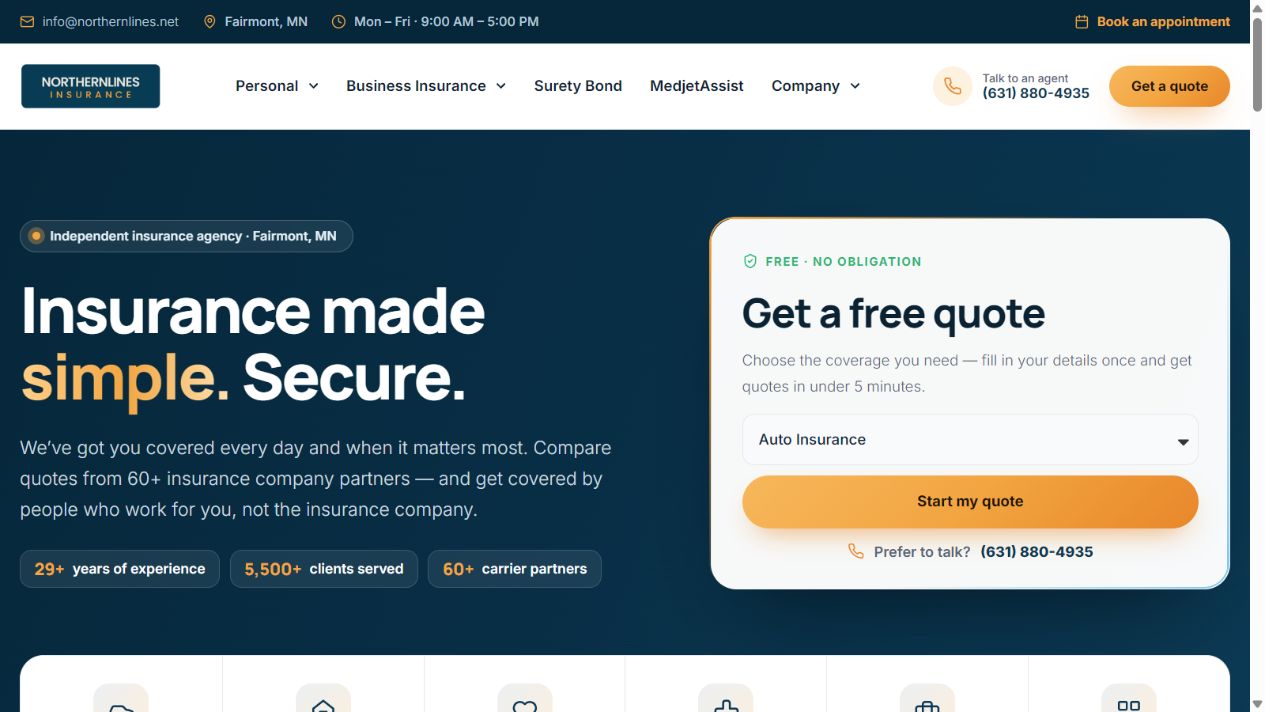 info@northernlines.net
Fairmont, MN
Mon – Fri · 9:00 AM – 5:00 PM
Book an appointment
NORTHERNLINES
INSURANCE
Personal
Business Insurance
Surety Bond
MedjetAssist
Company
Talk to an agent
(631) 880-4935
Get a quote
Independent insurance agency · Fairmont, MN
Insurance made
simple. Secure.
We’ve got you covered every day and when it matters most. Compare
quotes from 60+ insurance company partners — and get covered by
people who work for you, not the insurance company.
29+ years of experience
5,500+ clients served
60+ carrier partners
FREE · NO OBLIGATION
Get a free quote
Choose the coverage you need — fill in your details once and get
quotes in under 5 minutes.
Auto Insurance
Start my quote
Prefer to talk? (631) 880-4935